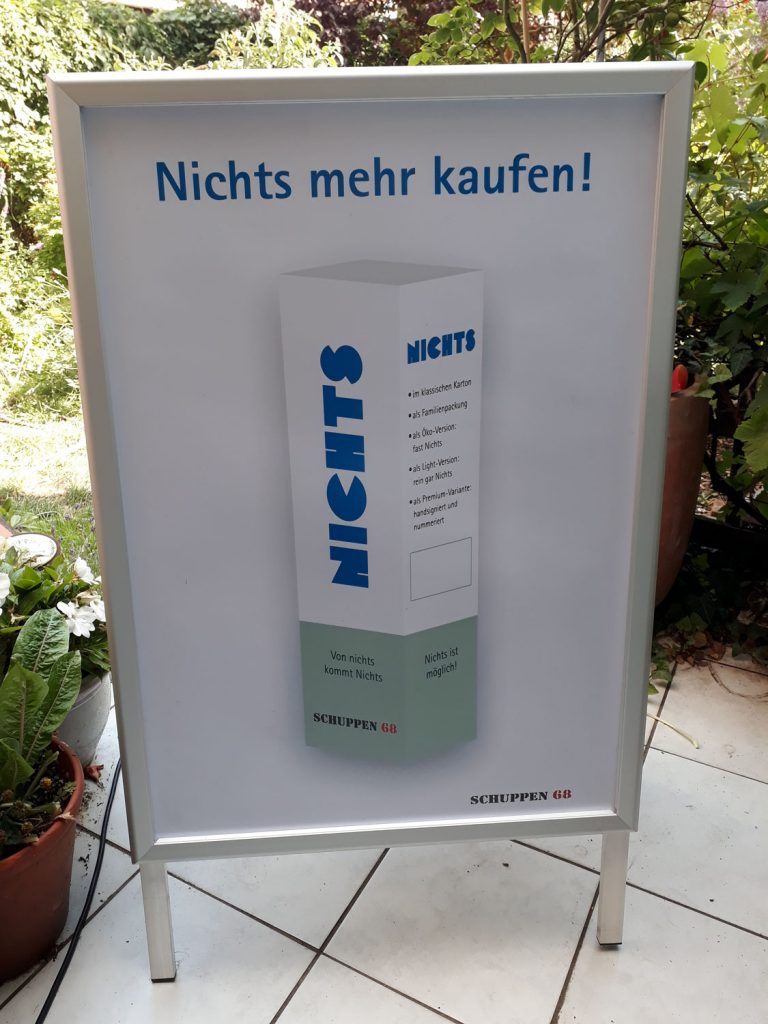 Nichts mehr kaufen!
NICHTS
NICHTS
• im klassischen Karton
• als Familienpackung
• als Öko-Version:
fast Nichts
• als Light-Version:
rein gar Nichts
• als Premium-Variante:
handsigniert und
nummeriert
Von nichts
kommt Nichts
Nichts ist
möglich!
SCHUPPEN 68
SCHUPPEN 68